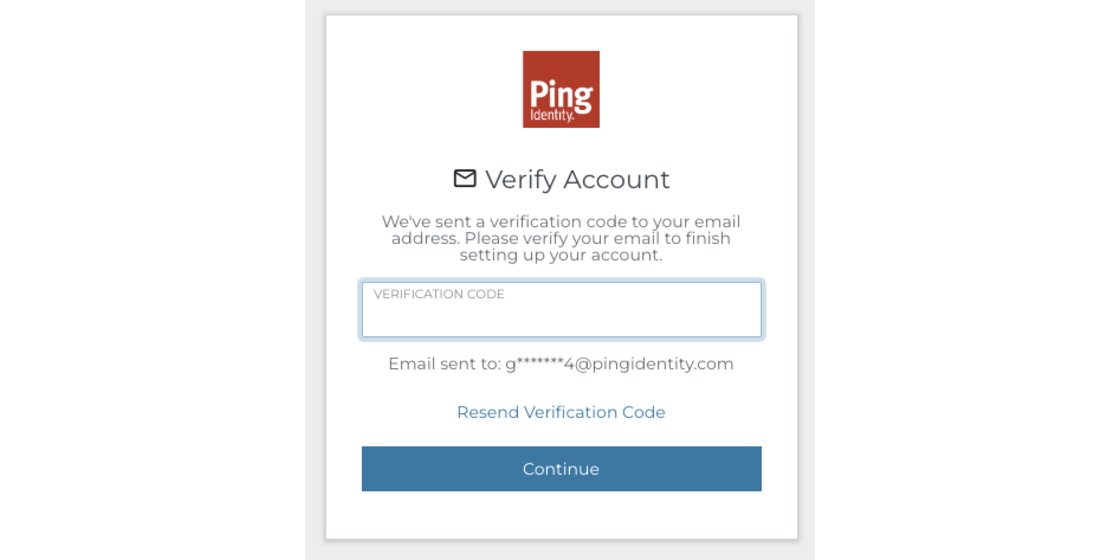 Ping
Identity.
Verify Account
We've sent a verification code to your email
address. Please verify your email to finish
setting up your account.
VERIFICATION CODE
Email sent to: g*******4@pingidentity.com
Resend Verification Code
Continue